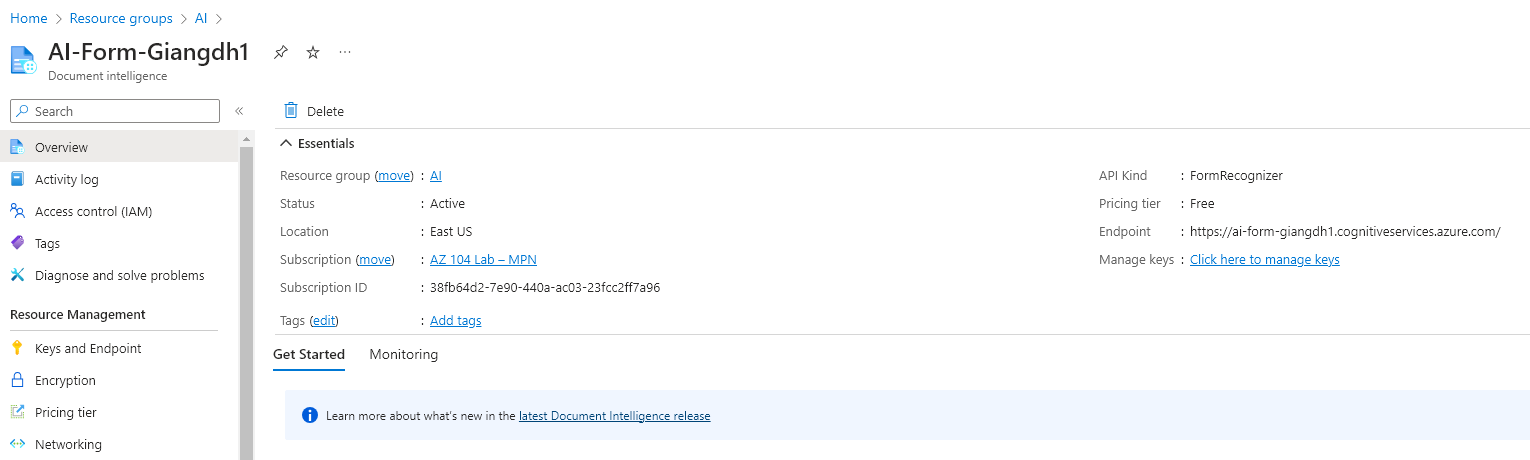 Home > Resource groups > AI >
AI-Form-Giangdh1 ...
Document intelligence
Search «
Overview
Activity log
Access control (IAM)
Tags
Diagnose and solve problems
Resource Management
Keys and Endpoint
Encryption
Pricing tier
Networking
Delete
Essentials
Resource group (move) : AI
Status : Active
Location : East US
Subscription (move) : AZ 104 Lab – MPN
Subscription ID : 38fb64d2-7e90-440a-ac03-23fcc2ff7a96
Tags (edit) : Add tags
API Kind : FormRecognizer
Pricing tier : Free
Endpoint : https://ai-form-giangdh1.cognitiveservices.azure.com/
Manage keys : Click here to manage keys
Get Started Monitoring
Learn more about what's new in the latest Document Intelligence release